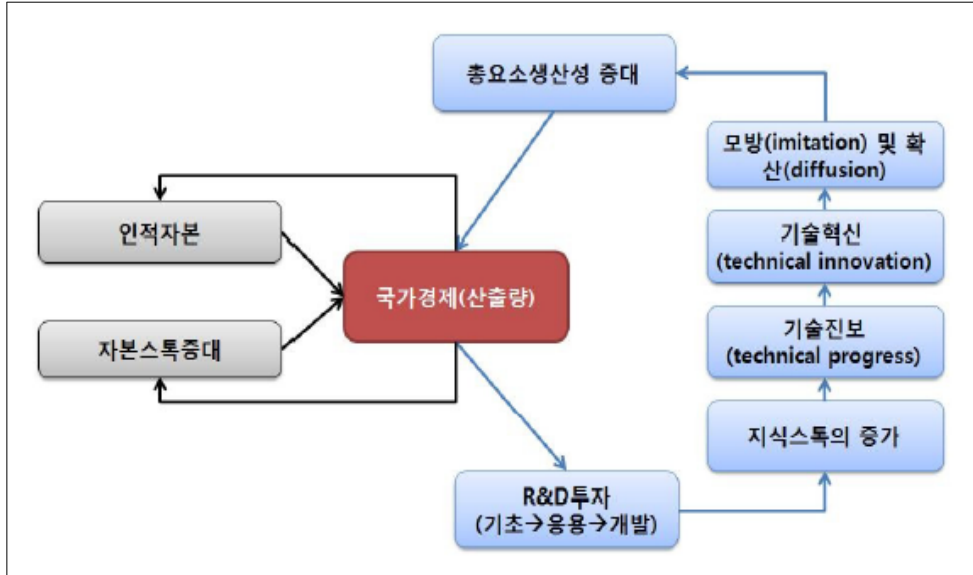 총요소생산성 증대
모방(imitation) 및 확
산(diffusion)
인적자본
기술혁신
(technical innovation)
국가경제(산출량)
자본스톡증대
기술진보
(technical progress)
지식스톡의 증가
R&D투자
(기초→응용→개발)